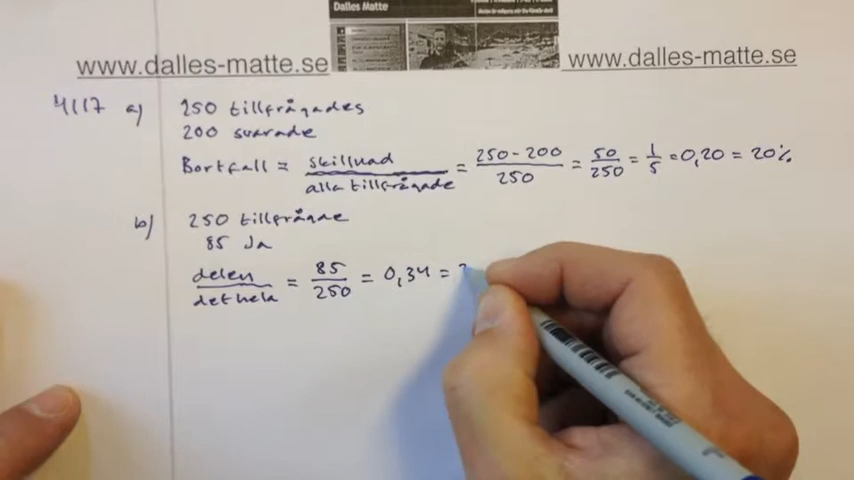 Dalles Matte
www.dalles-matte.se
www.dalles-matte.se
4117 a) 250 tillfrågades
200 svarade
Bortfall = skillnad / alla tillfrågade = 250 - 200 / 250 = 50 / 250 = 1 / 5 = 0,20 = 20%
b) 250 tillfrågade
85 Ja
delen / det hela = 85 / 250 = 0,34 =